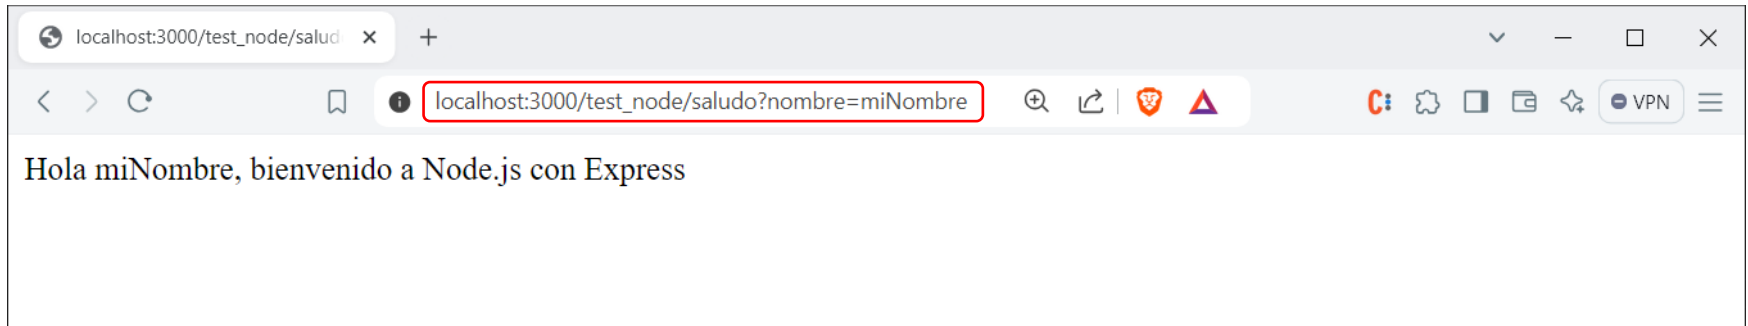 localhost:3000/test_node/salud
localhost:3000/test_node/saludo?nombre=miNombre
VPN
Hola miNombre, bienvenido a Node.js con Express